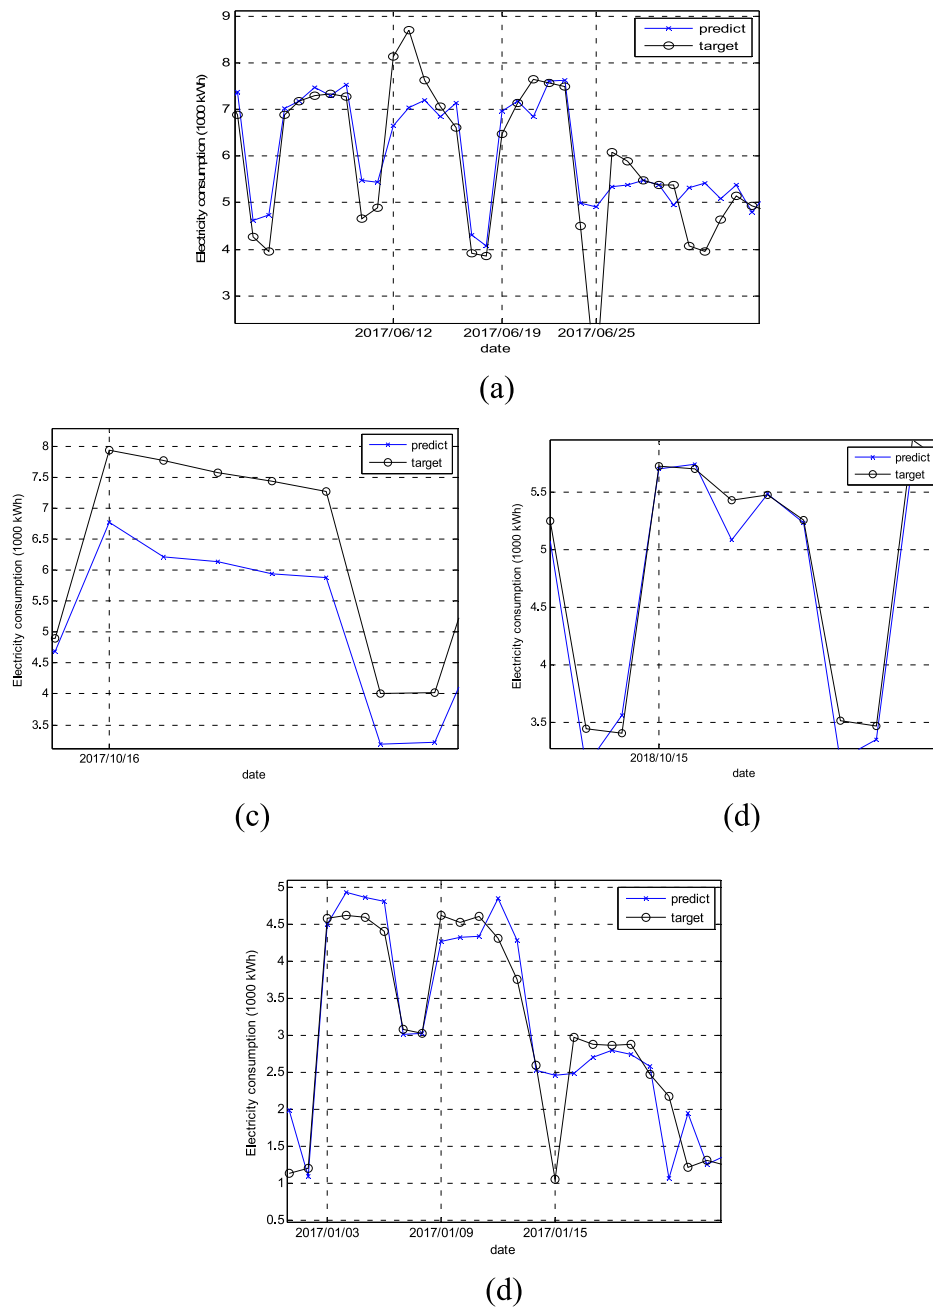 9
8
7
6
5
4
3
Electricity consumption (1000 kWh)
predict
target
2017/06/12
2017/06/19
2017/06/25
date
(a)
8
7.5
7
6.5
6
5.5
5
4.5
4
3.5
Electricity consumption (1000 kWh)
predict
target
2017/10/16
date
(c)
5.5
5
4.5
4
3.5
Electricity consumption (1000 kWh)
predict
target
2018/10/15
date
(d)
5
4.5
4
3.5
3
2.5
2
1.5
1
0.5
Electricity consumption (1000 kWh)
predict
target
2017/01/03
2017/01/09
2017/01/15
date
(d)